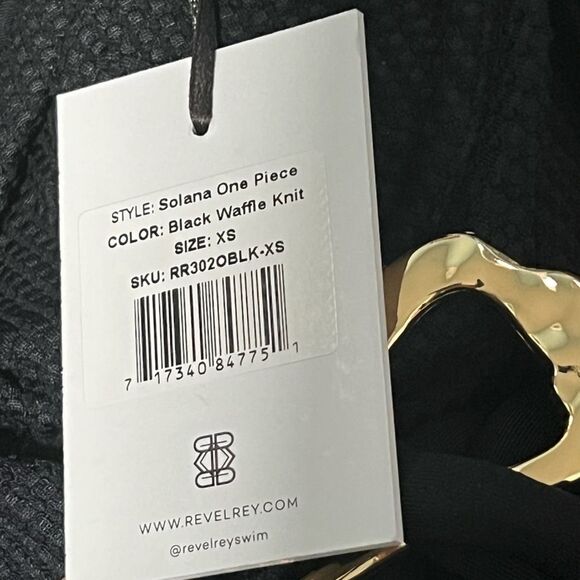 STYLE: Solana One Piece
COLOR: Black Waffle Knit
SIZE: XS
SKU: RR302OBLK-XS
7 17340 84775 1
WWW.REVELREY.COM
@revelreyswim